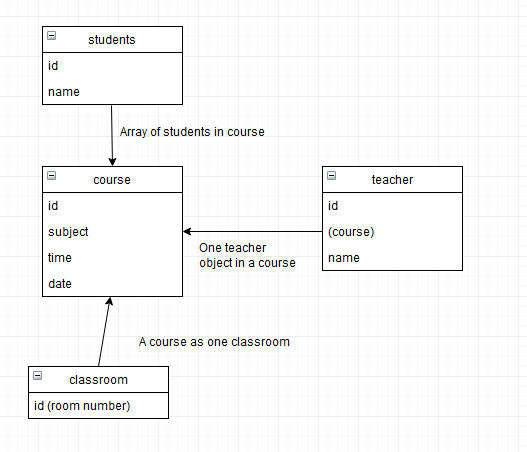 students
id
name
Array of students in course
course
id
subject
time
date
teacher
id
(course)
name
One teacher
object in a course
A course as one classroom
classroom
id (room number)